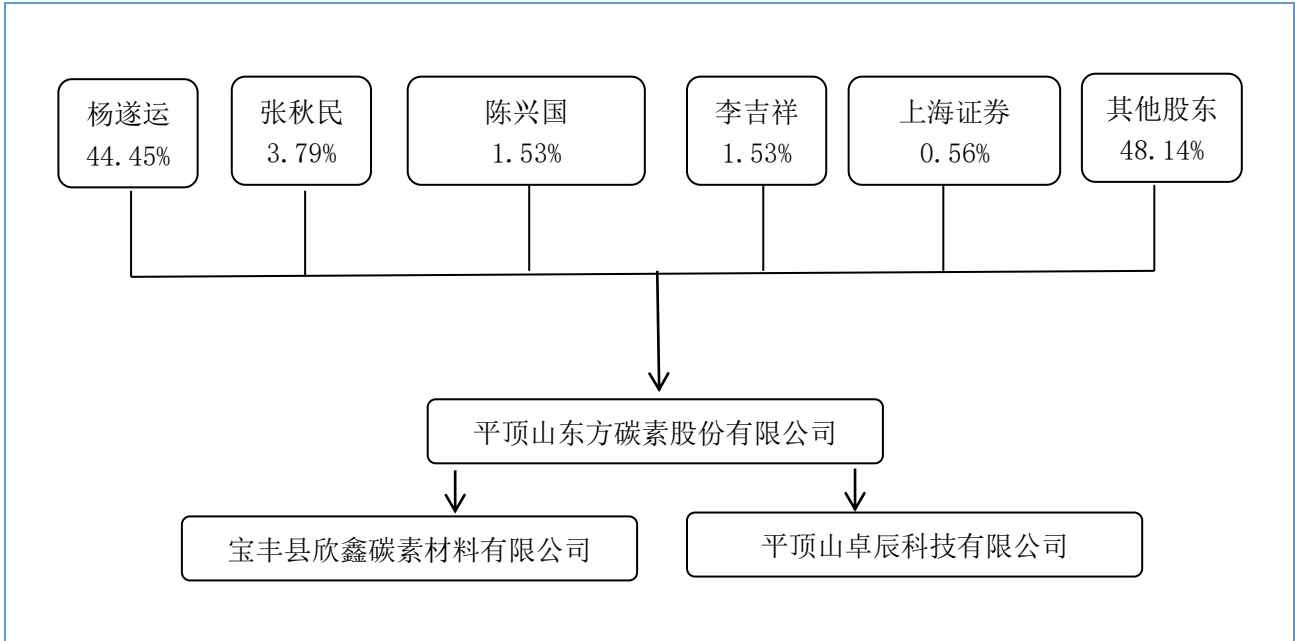 杨遂运
44.45%
张秋民
3.79%
陈兴国
1.53%
李吉祥
1.53%
上海证券
0.56%
其他股东
48.14%
平顶山东方碳素股份有限公司
宝丰县欣鑫碳素材料有限公司
平顶山卓辰科技有限公司